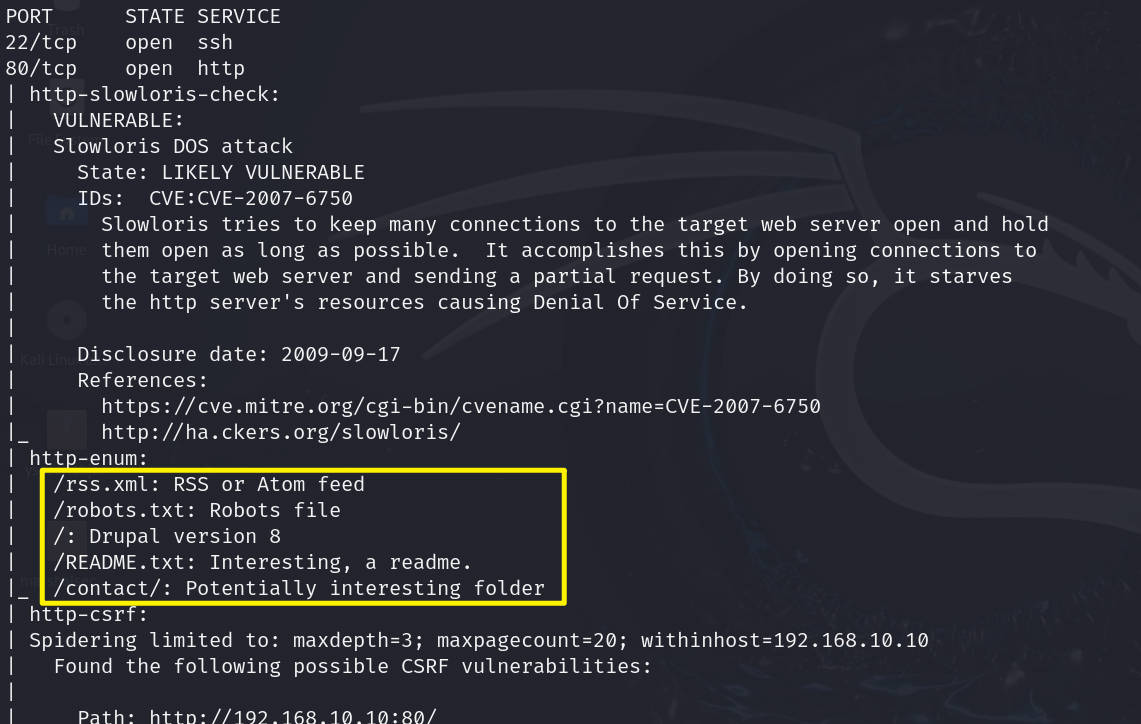 PORT      STATE SERVICE
22/tcp    open  ssh
80/tcp    open  http
| http-slowloris-check:
|   VULNERABLE:
|   Slowloris DOS attack
|     State: LIKELY VULNERABLE
|     IDs:  CVE:CVE-2007-6750
|       Slowloris tries to keep many connections to the target web server open and hold
|       them open as long as possible.  It accomplishes this by opening connections to
|       the target web server and sending a partial request. By doing so, it starves
|       the http server's resources causing Denial Of Service.
|
|     Disclosure date: 2009-09-17
|     References:
|       https://cve.mitre.org/cgi-bin/cvename.cgi?name=CVE-2007-6750
|_      http://ha.ckers.org/slowloris/
| http-enum:
|   /rss.xml: RSS or Atom feed
|   /robots.txt: Robots file
|   /: Drupal version 8
|   /README.txt: Interesting, a readme.
|_  /contact/: Potentially interesting folder
| http-csrf:
| Spidering limited to: maxdepth=3; maxpagecount=20; withinhost=192.168.10.10
|   Found the following possible CSRF vulnerabilities:
|
|     Path: http://192.168.10.10:80/
Trash
Home